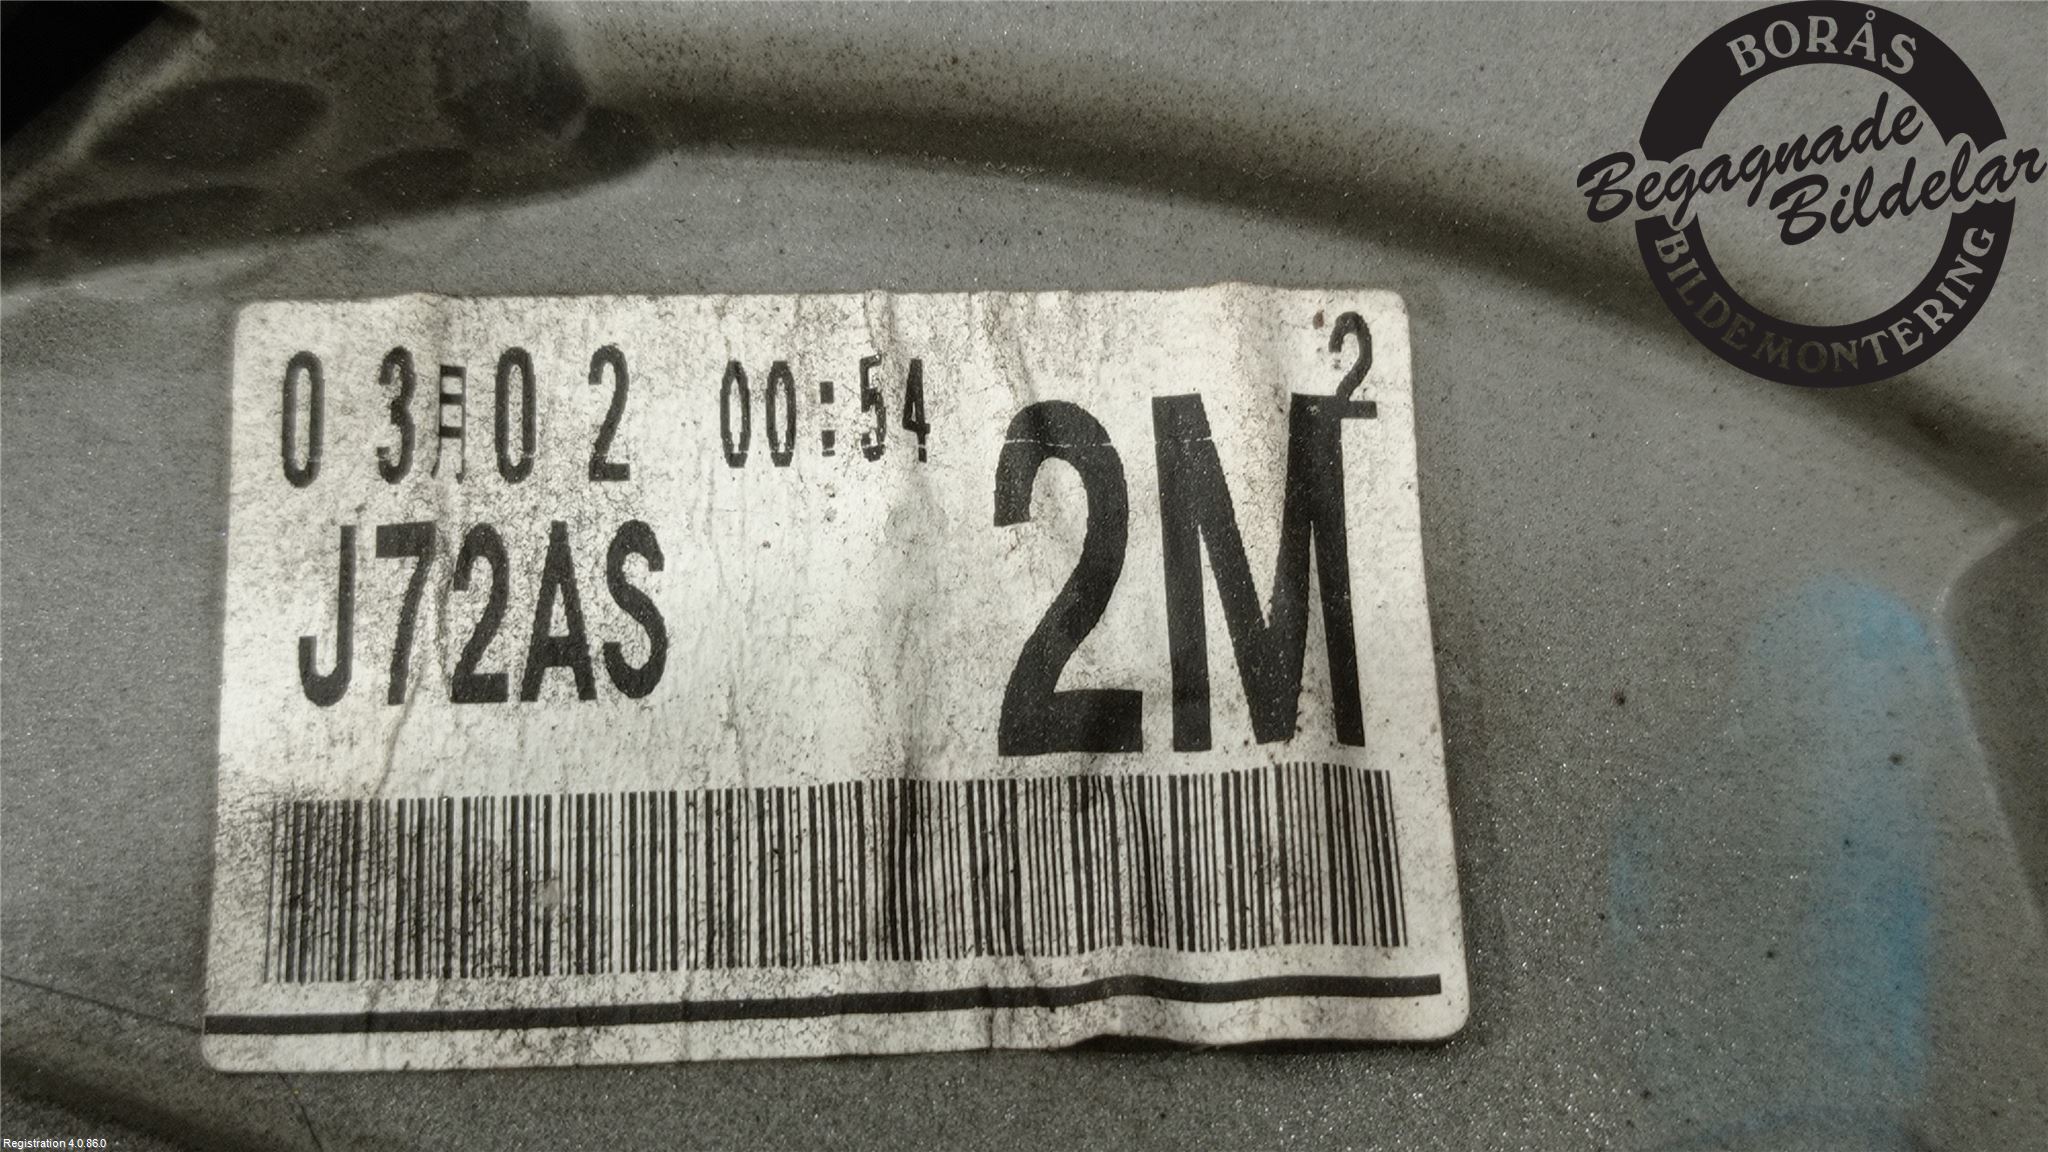 BORÅS
Begagnade
Bildelar
BILDEMONTERING
2
03月02 00:54
2M
J72AS
Registration 4.0.86.0